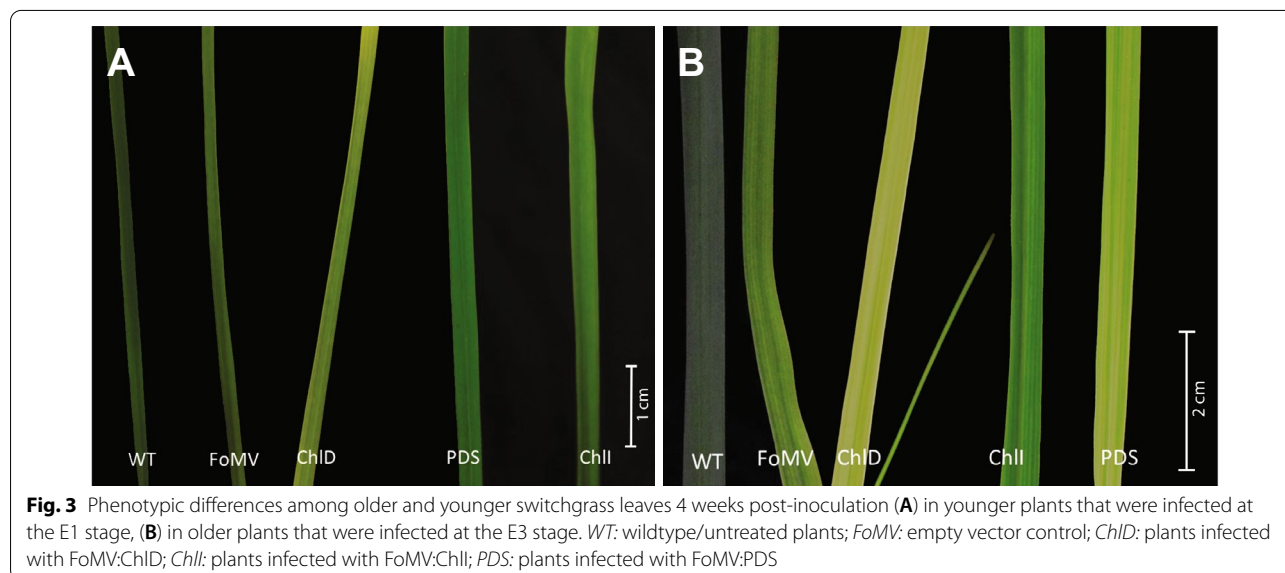 A
B
WT
FoMV
ChlD
PDS
ChlI
1 cm
WT
FoMV
ChlD
ChlI
PDS
2 cm
Fig. 3 Phenotypic differences among older and younger switchgrass leaves 4 weeks post-inoculation (A) in younger plants that were infected at
the E1 stage, (B) in older plants that were infected at the E3 stage. WT: wildtype/untreated plants; FoMV: empty vector control; ChlD: plants infected
with FoMV:ChlD; ChlI: plants infected with FoMV:ChlI; PDS: plants infected with FoMV:PDS